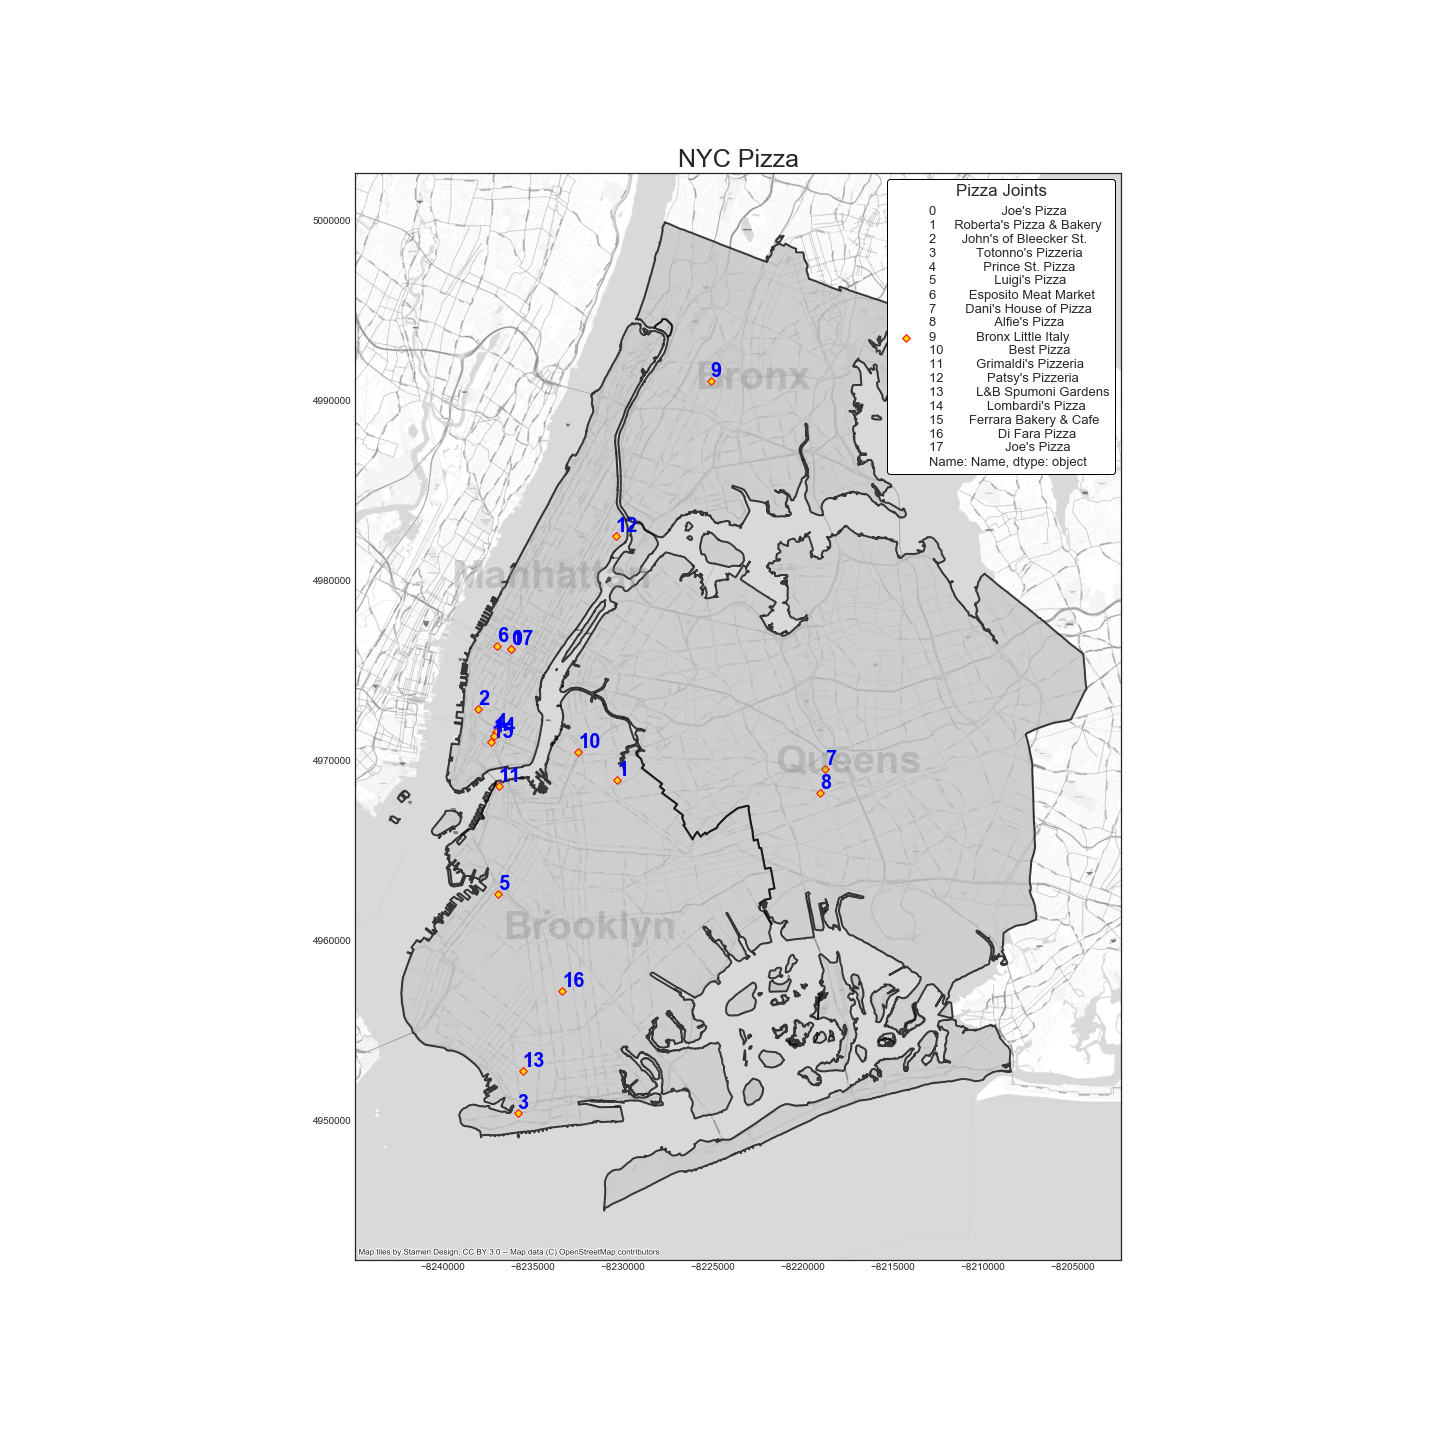 NYC Pizza
Pizza Joints
0 Joe's Pizza
1 Roberta's Pizza & Bakery
2 John's of Bleecker St.
3 Totonno's Pizzeria
4 Prince St. Pizza
5 Luigi's Pizza
6 Esposito Meat Market
7 Dani's House of Pizza
8 Alfie's Pizza
9 Bronx Little Italy
10 Best Pizza
11 Grimaldi's Pizzeria
12 Patsy's Pizzeria
13 L&B Spumoni Gardens
14 Lombardi's Pizza
15 Ferrara Bakery & Cafe
16 Di Fara Pizza
17 Joe's Pizza
Name: Name, dtype: object
5000000
9
Bronx
4990000
12
4980000
Manhattan
6
0
17
2
4
14
15
10
4970000
Queens
7
1
11
8
5
4960000
Brooklyn
16
13
3
4950000
Map tiles by Stamen Design, CC BY 3.0 -- Map data (C) OpenStreetMap contributors
−8240000 −8235000 −8230000 −8225000 −8220000 −8215000 −8210000 −8205000